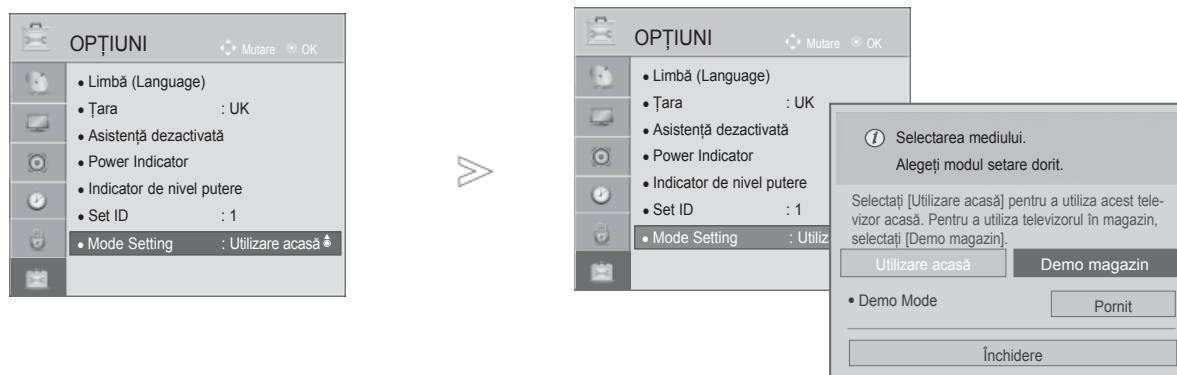 OPȚIUNI
Mutare OK
• Limbă (Language)
• Țara : UK
• Asistență dezactivată
• Power Indicator
• Indicator de nivel putere
• Set ID : 1
• Mode Setting : Utilizare acasă
OPȚIUNI
Mutare OK
• Limbă (Language)
• Țara : UK
• Asistență dezactivată
• Power Indicator
• Indicator de nivel putere
• Set ID : 1
• Mode Setting : Utiliz
i Selectarea mediului.
Alegeți modul setare dorit.
Selectați [Utilizare acasă] pentru a utiliza acest tele-
vizor acasă. Pentru a utiliza televizorul în magazin,
selectați [Demo magazin].
Utilizare acasă Demo magazin
• Demo Mode Pornit
Închidere